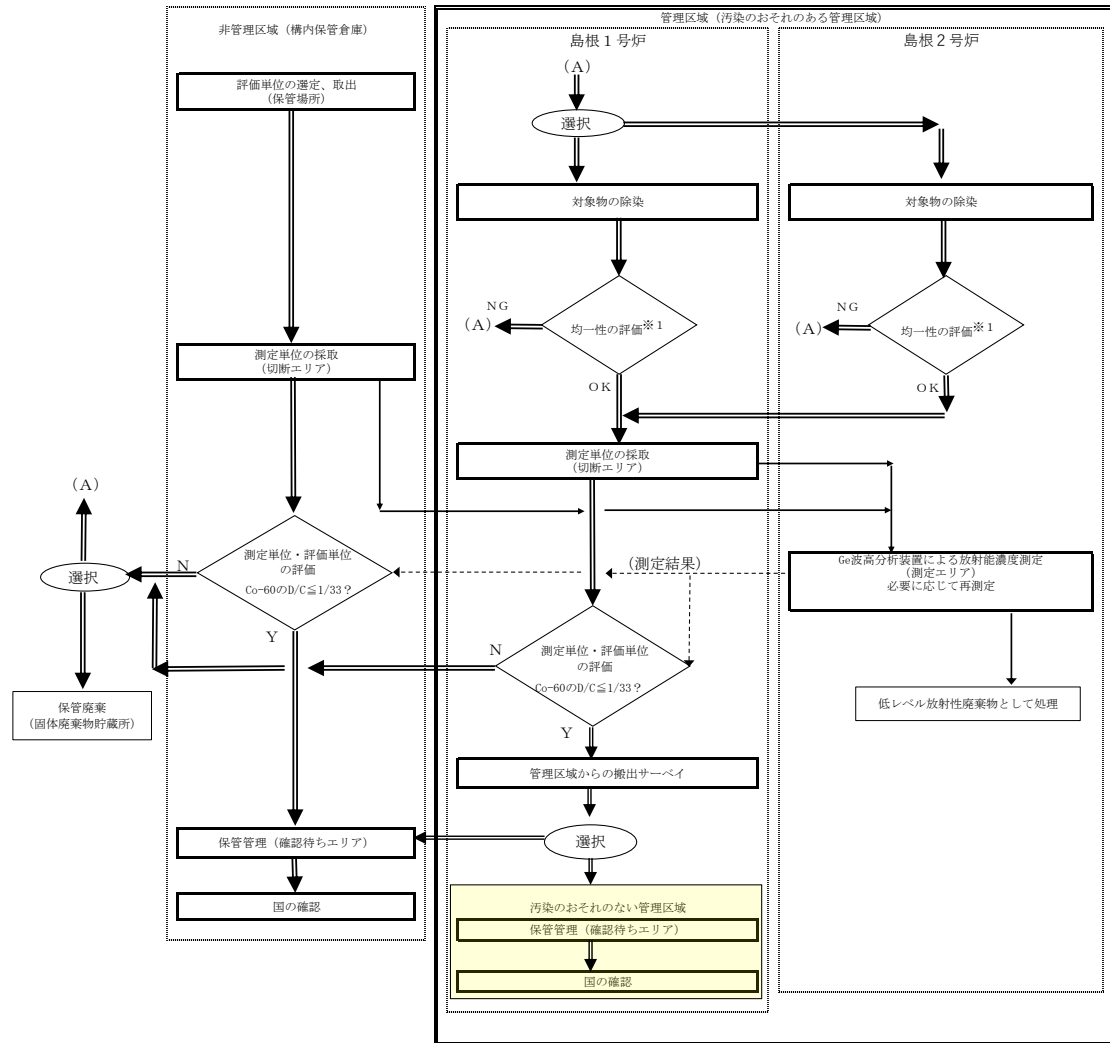 管理区域（汚染のおそれのある管理区域）
非管理区域（構内保管倉庫）
評価単位の選定、取出
（保管場所）
測定単位の採取
（切断エリア）
（A）
選択
N
測定単位・評価単位
の評価
Co-60のD/C≦1/33？
Y
保管廃棄
（固体廃棄物貯蔵所）
保管管理（確認待ちエリア）
国の確認
島根１号炉
（A）
選択
対象物の除染
NG
（A）
均一性の評価※１
OK
測定単位の採取
（切断エリア）
（測定結果）
N
測定単位・評価単位
の評価
Co-60のD/C≦1/33？
Y
管理区域からの搬出サーベイ
選択
汚染のおそれのない管理区域
保管管理（確認待ちエリア）
国の確認
島根２号炉
対象物の除染
NG
（A）
均一性の評価※１
OK
Ge波高分析装置による放射能濃度測定
（測定エリア）
必要に応じて再測定
低レベル放射性廃棄物として処理